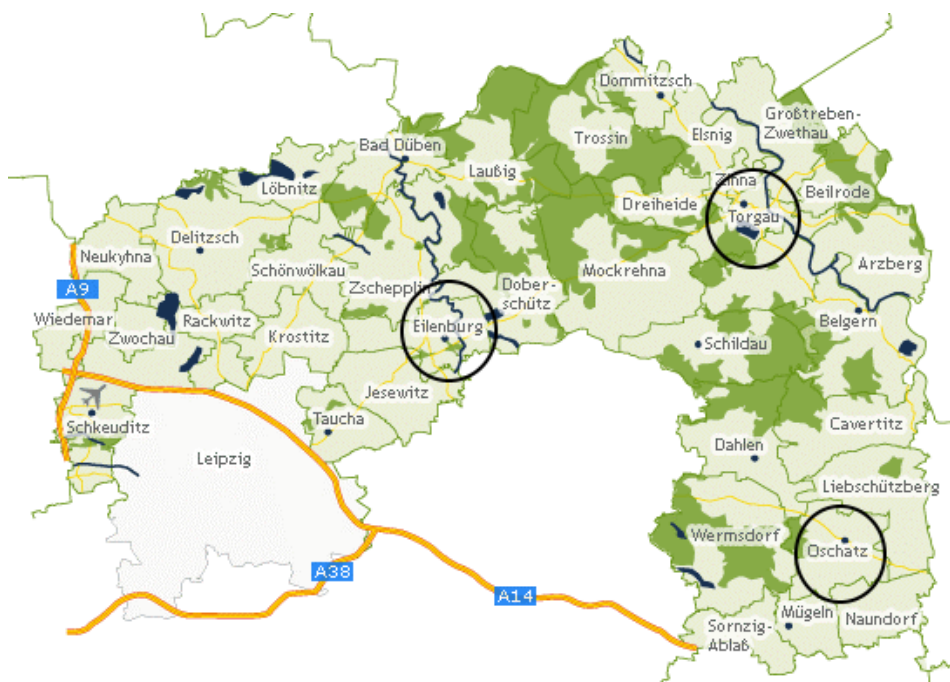 Dommitzsch
Großtreben-
Zwethau
Trossin
Elsnig
Bad Düben
Laußig
Zinna
Beilrode
Löbnitz
Dreiheide
Torgau
Delitzsch
Neukyhna
Schönwölkau
Mockrehna
Arzberg
Zschepplin
Dober-
schütz
A9
Wiedemar
Zwochau
Rackwitz
Krostitz
Eilenburg
Belgern
Schildau
Jesewitz
Schkeuditz
Taucha
Cavertitz
Dahlen
Leipzig
Liebschützberg
Wermsdorf
Oschatz
A38
A14
Mügeln
Naundorf
Sornzig-
Ablaß